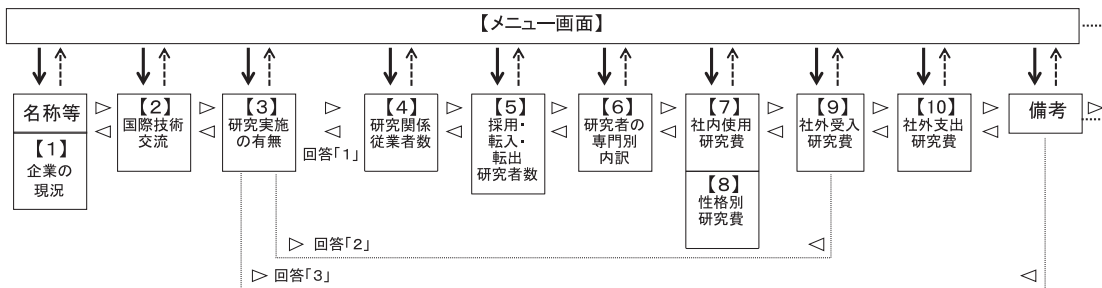 【メニュー画面】
名称等
【1】
企業の
現況
【2】
国際技術
交流
【3】
研究実施
の有無
回答「1」
【4】
研究関係
従業者数
【5】
採用・
転入・
転出
研究者数
【6】
研究者の
専門別
内訳
【7】
社内使用
研究費
【8】
性格別
研究費
【9】
社外受入
研究費
【10】
社外支出
研究費
備考
回答「2」
回答「3」